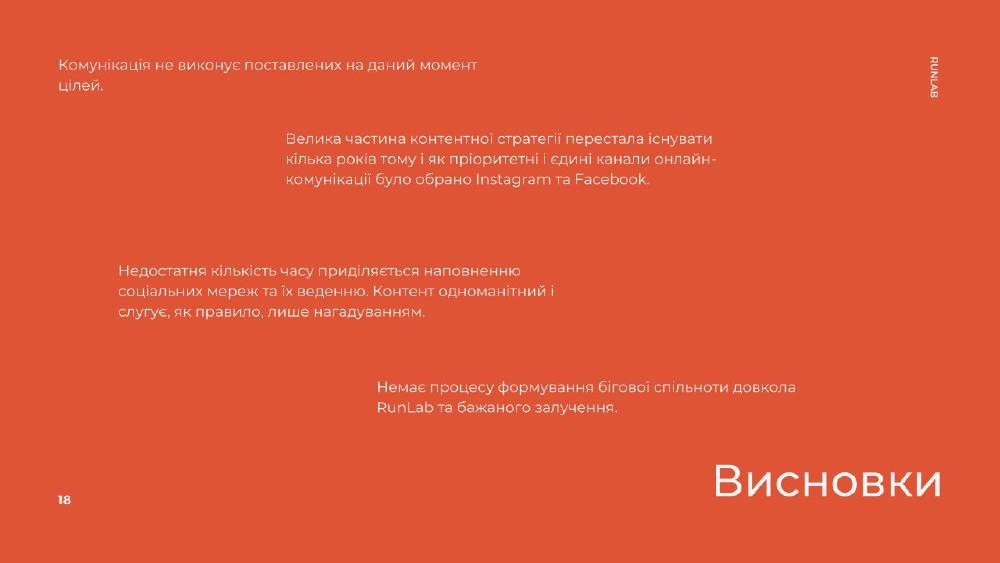 Комунікація не виконує поставлених на даний момент
цілей.
RUNLAB
Велика частина контентної стратегії перестала існувати
кілька років тому і як пріоритетні і єдині канали онлайн-
комунікації було обрано Instagram та Facebook.
Недостатня кількість часу приділяється наповненню
соціальних мереж та їх веденню. Контент одноманітний і
слугує, як правило, лише нагадуванням.
Немає процесу формування бігової спільноти довкола
RunLab та бажаного залучення.
Висновки
18